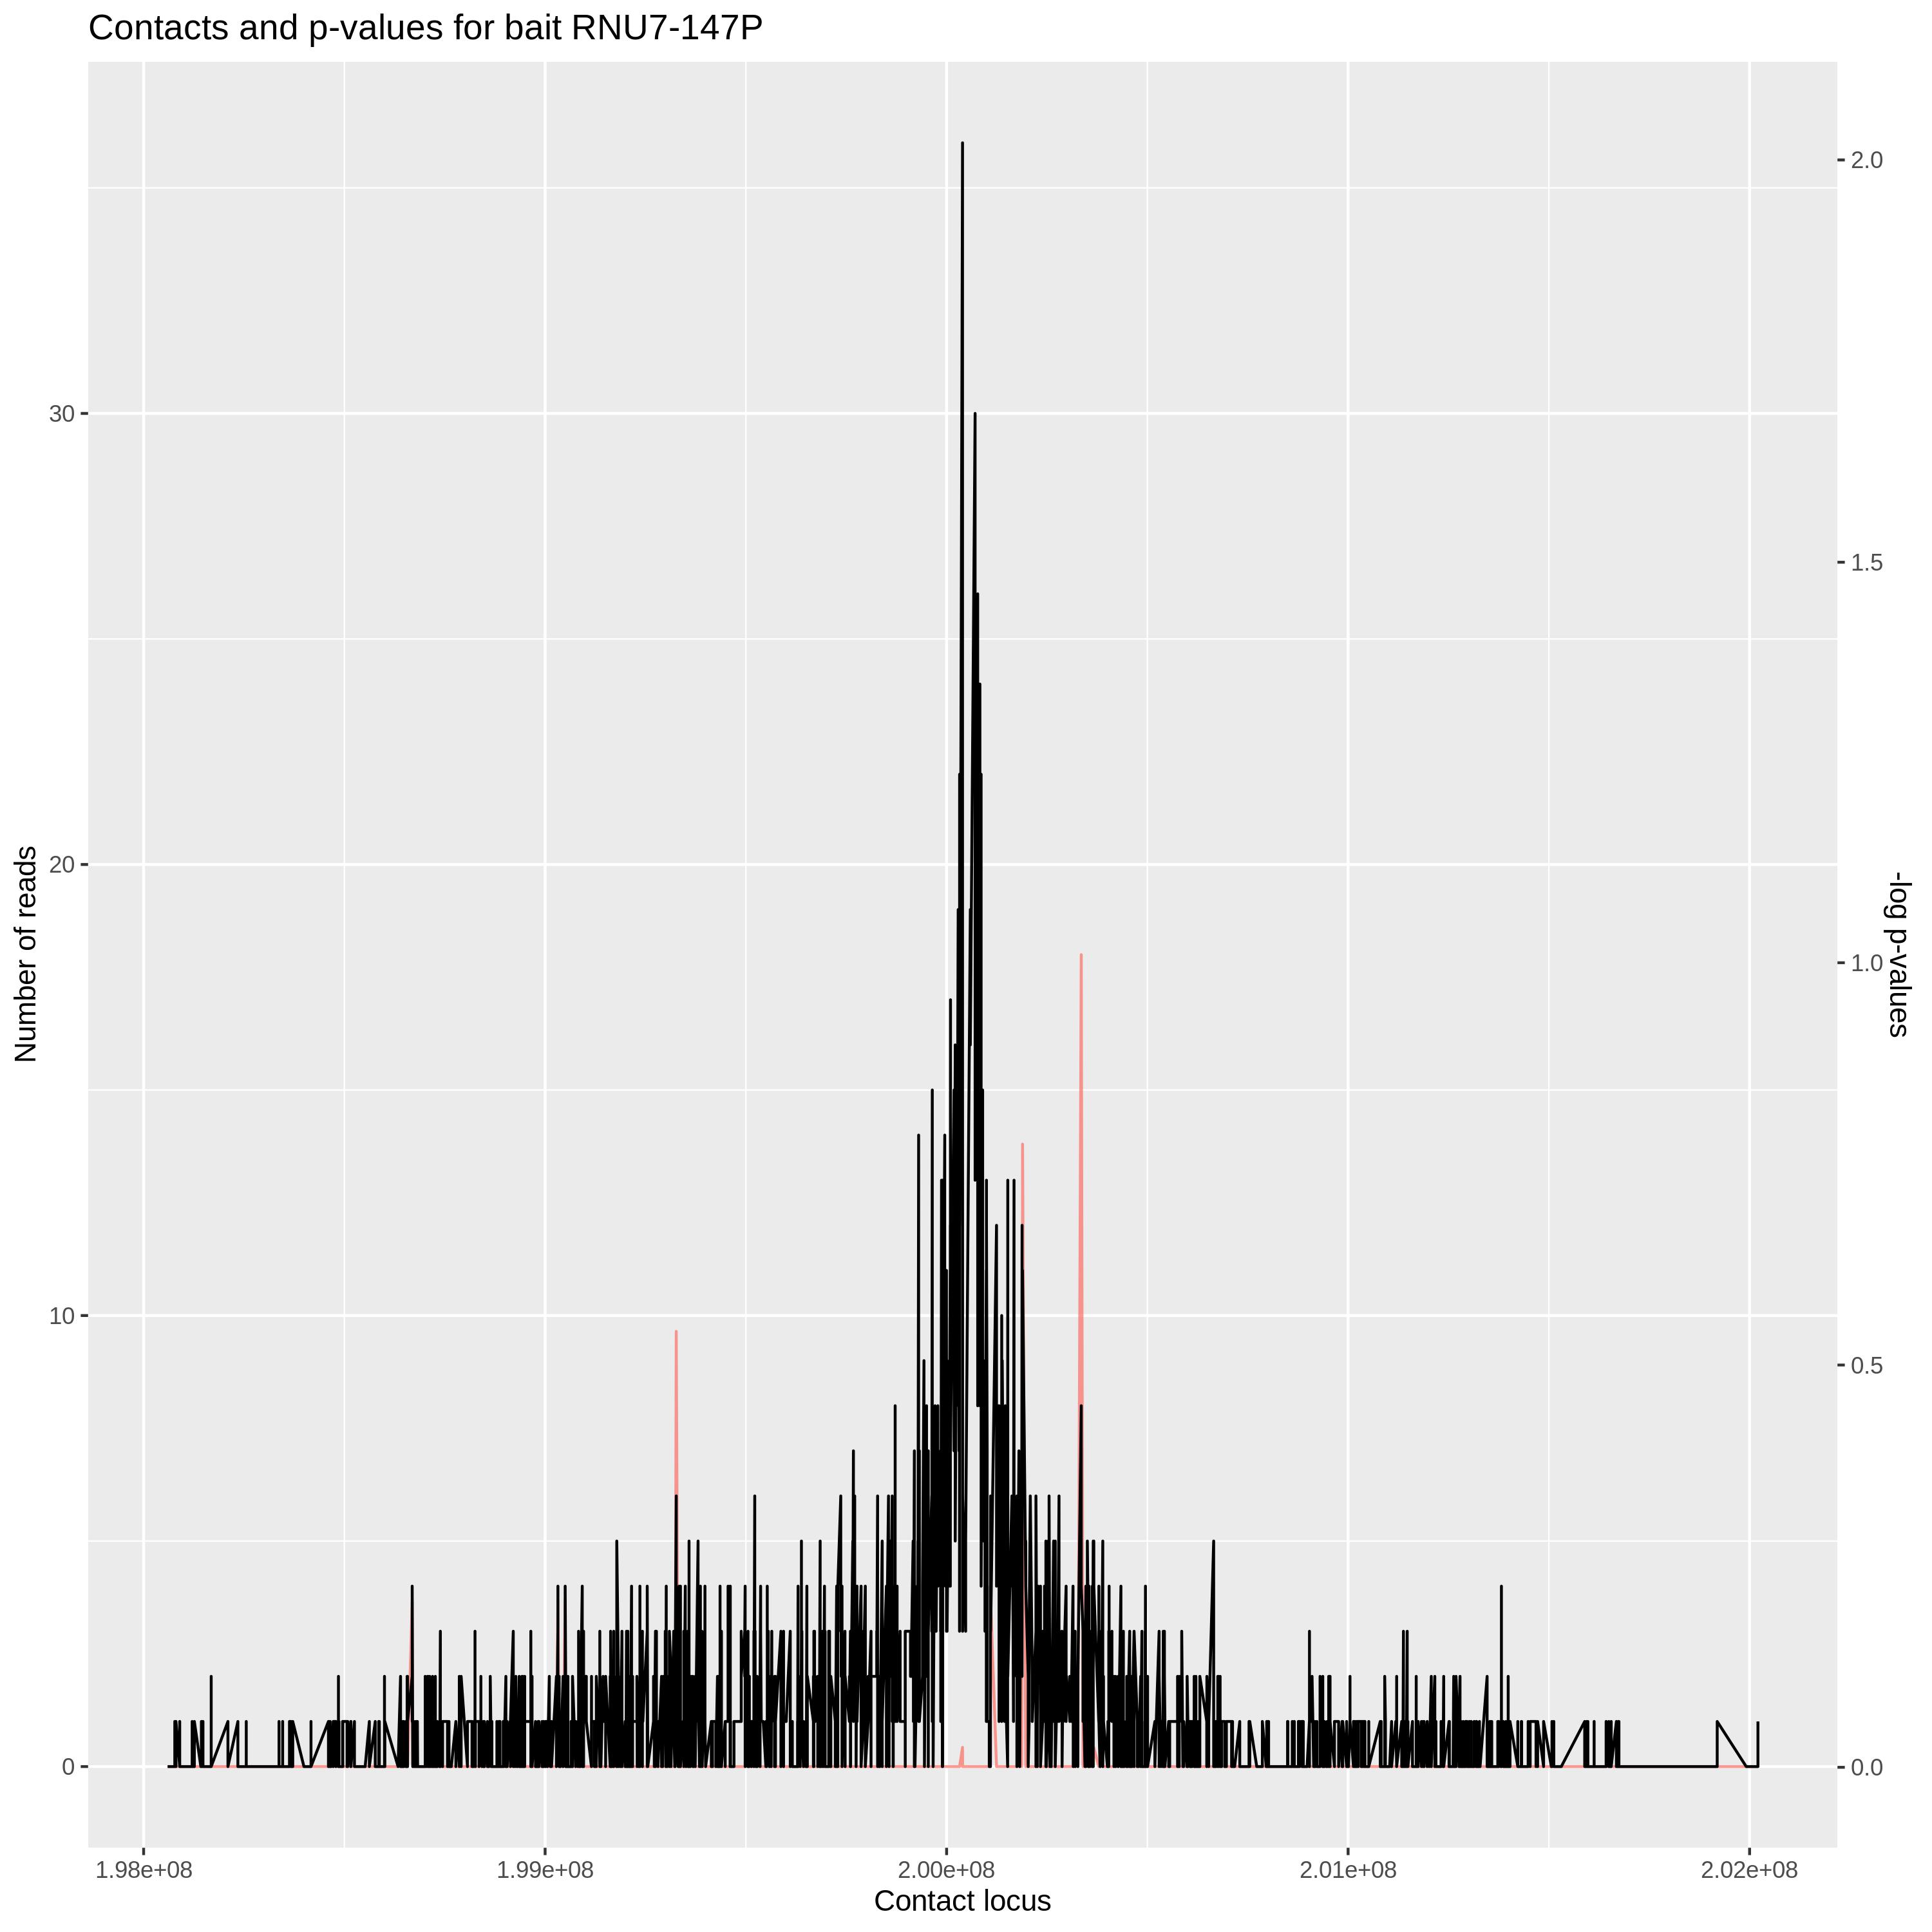 Contacts and p-values for bait RNU7-147P
Number of reads
30
20
10
0
2.0
1.5
1.0
0.5
0.0
-log p-values
1.98e+08
1.99e+08
2.00e+08
2.01e+08
2.02e+08
Contact locus